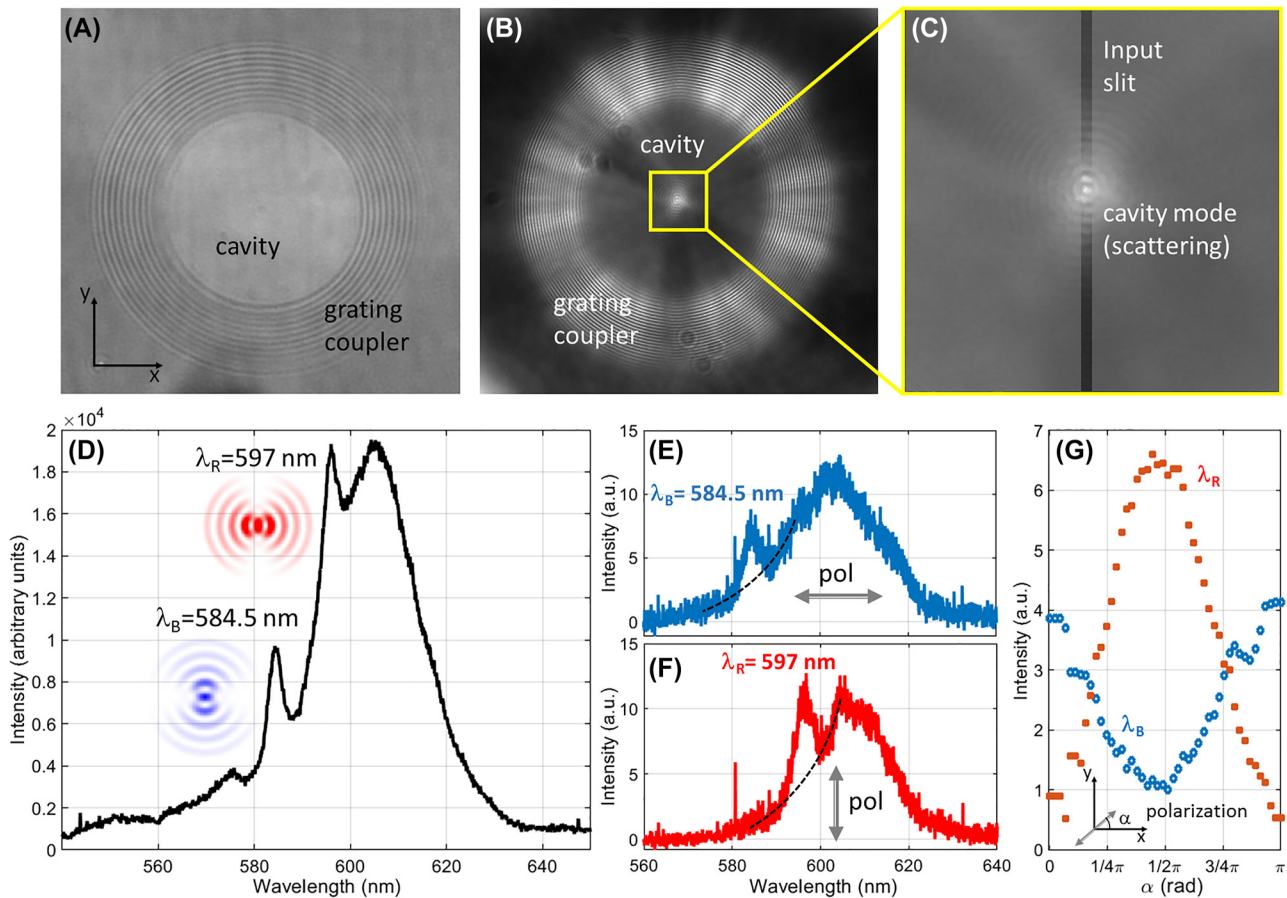 (A)
cavity
grating
coupler
y
x
(B)
cavity
grating
coupler
(C)
Input
slit
cavity mode
(scattering)
(D)
×10⁴
2
1.8
1.6
1.4
1.2
1
0.8
0.6
0.4
0.2
0
Intensity (arbitrary units)
λR=597 nm
λB=584.5 nm
560
580
600
620
640
Wavelength (nm)
(E)
15
10
5
0
Intensity (a.u.)
λB= 584.5 nm
pol
(F)
15
10
5
0
Intensity (a.u.)
λR= 597 nm
pol
560
580
600
620
640
Wavelength (nm)
(G)
7
6
5
4
3
2
1
0
Intensity (a.u.)
λR
λB
y
α
x
polarization
0
1/4π
1/2π
3/4π
π
α (rad)